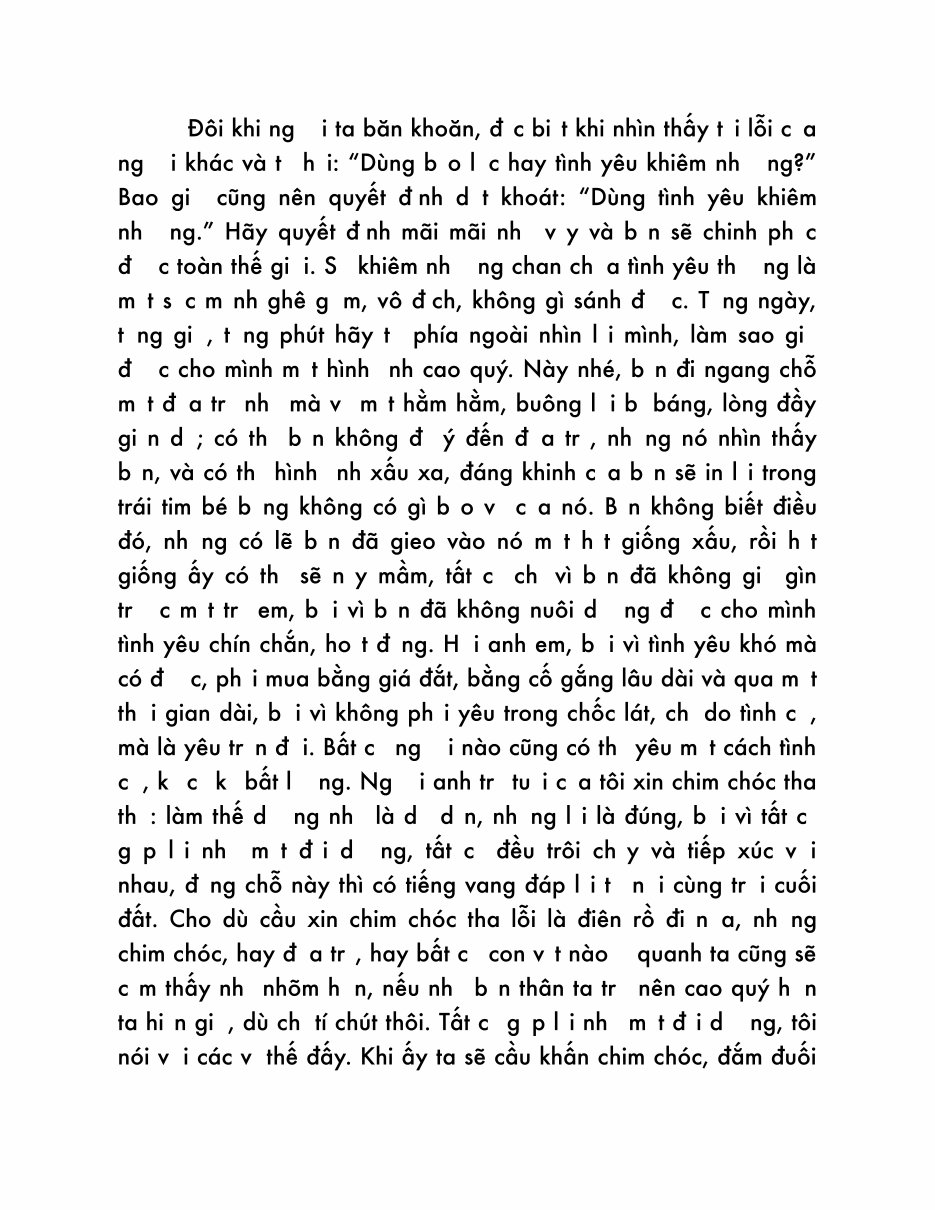 Đôi khi ng i ta băn khoăn, đ c bi t khi nhìn thấy t i lỗi c a
ng i khác và t h i: “Dùng b o l c hay tình yêu khiêm nh ng?”
Bao gi cũng nên quyết đ nh d t khoát: “Dùng tình yêu khiêm
nh ng.” Hãy quyết đ nh mãi mãi nh v y và b n sẽ chinh ph c
đ c toàn thế gi i. S khiêm nh ng chan ch a tình yêu th ng là
m t s c m nh ghê g m, vô đ ch, không gì sánh đ c. T ng ngày,
t ng gi , t ng phút hãy t phía ngoài nhìn l i mình, làm sao gi
đ c cho mình m t hình nh cao quý. Này nhé, b n đi ngang chỗ
m t đ a tr nh mà v m t hằm hằm, buông l i b báng, lòng đầy
gi n d ; có th b n không đ ý đến đ a tr , nh ng nó nhìn thấy
b n, và có th hình nh xấu xa, đáng khinh c a b n sẽ in l i trong
trái tim bé b ng không có gì b o v c a nó. B n không biết điều
đó, nh ng có lẽ b n đã gieo vào nó m t h t giống xấu, rồi h t
giống ấy có th sẽ n y mầm, tất c ch vì b n đã không gi gìn
tr c m t tr em, b i vì b n đã không nuôi d ng đ c cho mình
tình yêu chín chắn, ho t đ ng. H i anh em, b i vì tình yêu khó mà
có đ c, ph i mua bằng giá đắt, bằng cố gắng lâu dài và qua m t
th i gian dài, b i vì không ph i yêu trong chốc lát, ch do tình c ,
mà là yêu tr n đ i. Bất c ng i nào cũng có th yêu m t cách tình
c , k c k bất l ng. Ng i anh tr tu i c a tôi xin chim chóc tha
th : làm thế d ng nh là d d n, nh ng l i là đúng, b i vì tất c
g p l i nh m t đ i d ng, tất c đều trôi ch y và tiếp xúc v i
nhau, đ ng chỗ này thì có tiếng vang đáp l i t n i cùng tr i cuối
đất. Cho dù cầu xin chim chóc tha lỗi là điên rồ đi n a, nh ng
chim chóc, hay đ a tr , hay bất c con v t nào quanh ta cũng sẽ
c m thấy nh nhõm h n, nếu nh b n thân ta tr nên cao quý h n
ta hi n gi , dù ch tí chút thôi. Tất c g p l i nh m t đ i d ng, tôi
nói v i các v thế đấy. Khi ấy ta sẽ cầu khấn chim chóc, đắm đuối